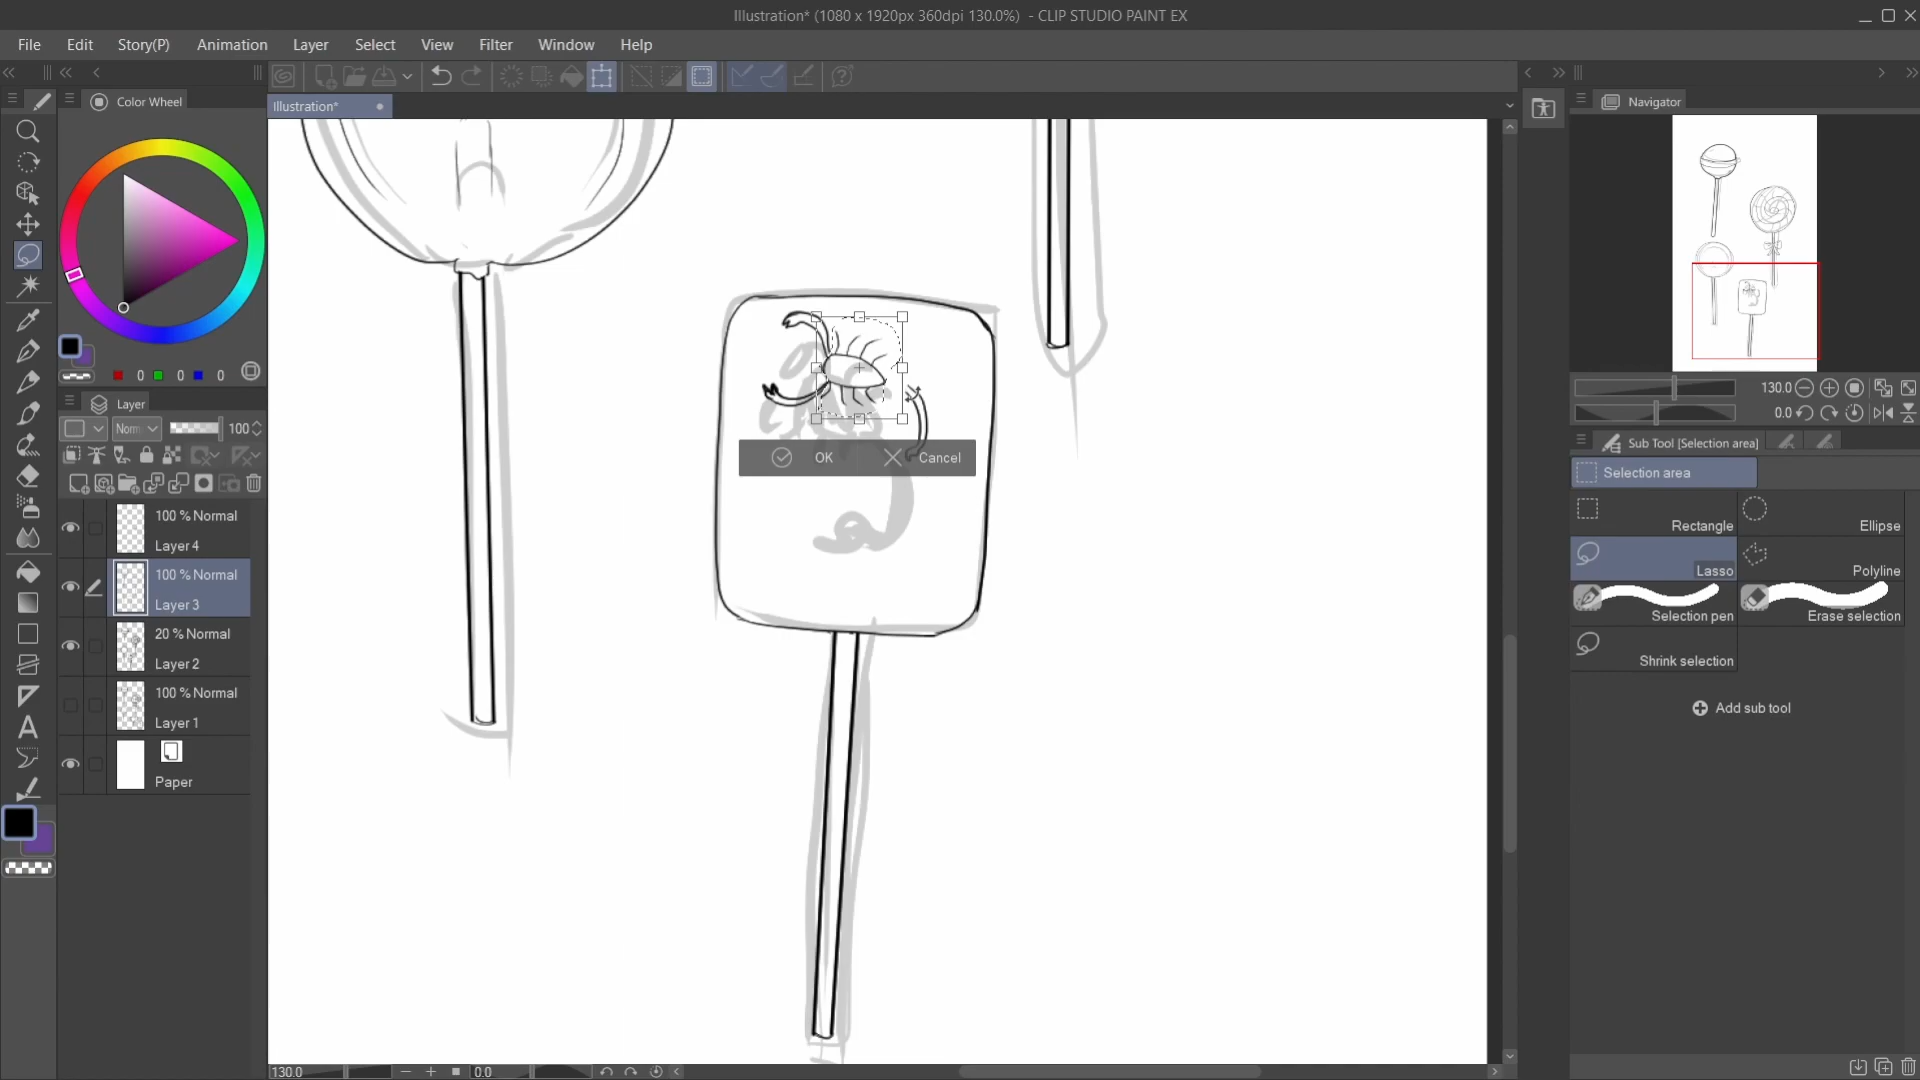 Illustration* (1080 x 1920px 360dpi 130.0%) - CLIP STUDIO PAINT EX
File Edit Story(P) Animation Layer Select View Filter Window Help
Color Wheel
Illustration*
Navigator
130.0
0.0
0 0 0
Layer
Norm 100
Sub Tool [Selection area]
Selection area
Rectangle Ellipse
Lasso Polyline
Selection pen Erase selection
Shrink selection
Add sub tool
OK Cancel
100 % Normal
Layer 4
100 % Normal
Layer 3
20 % Normal
Layer 2
100 % Normal
Layer 1
Paper
A
130.0 0.0